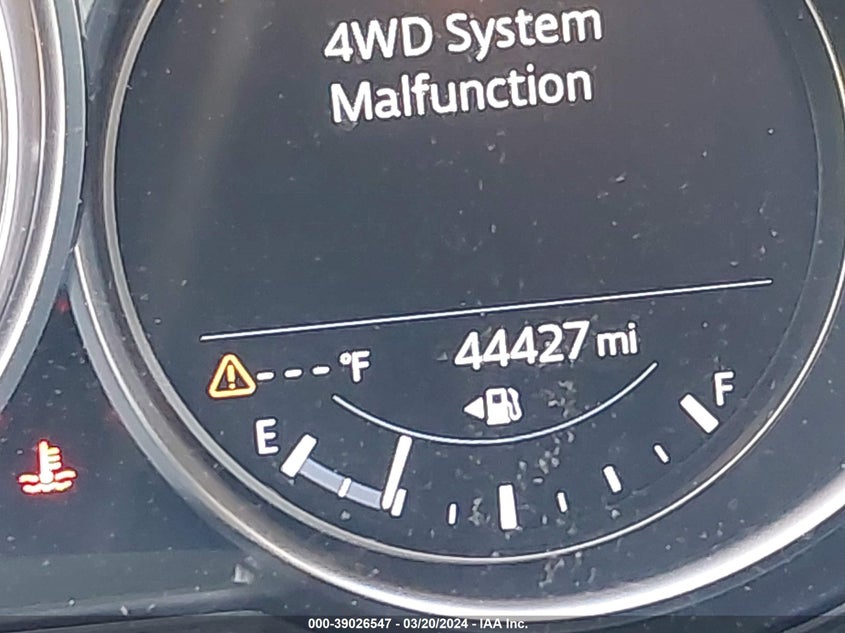 4WD System
Malfunction
---°F 44427 mi
E F
000-39026547 - 03/20/2024 - IAA Inc.